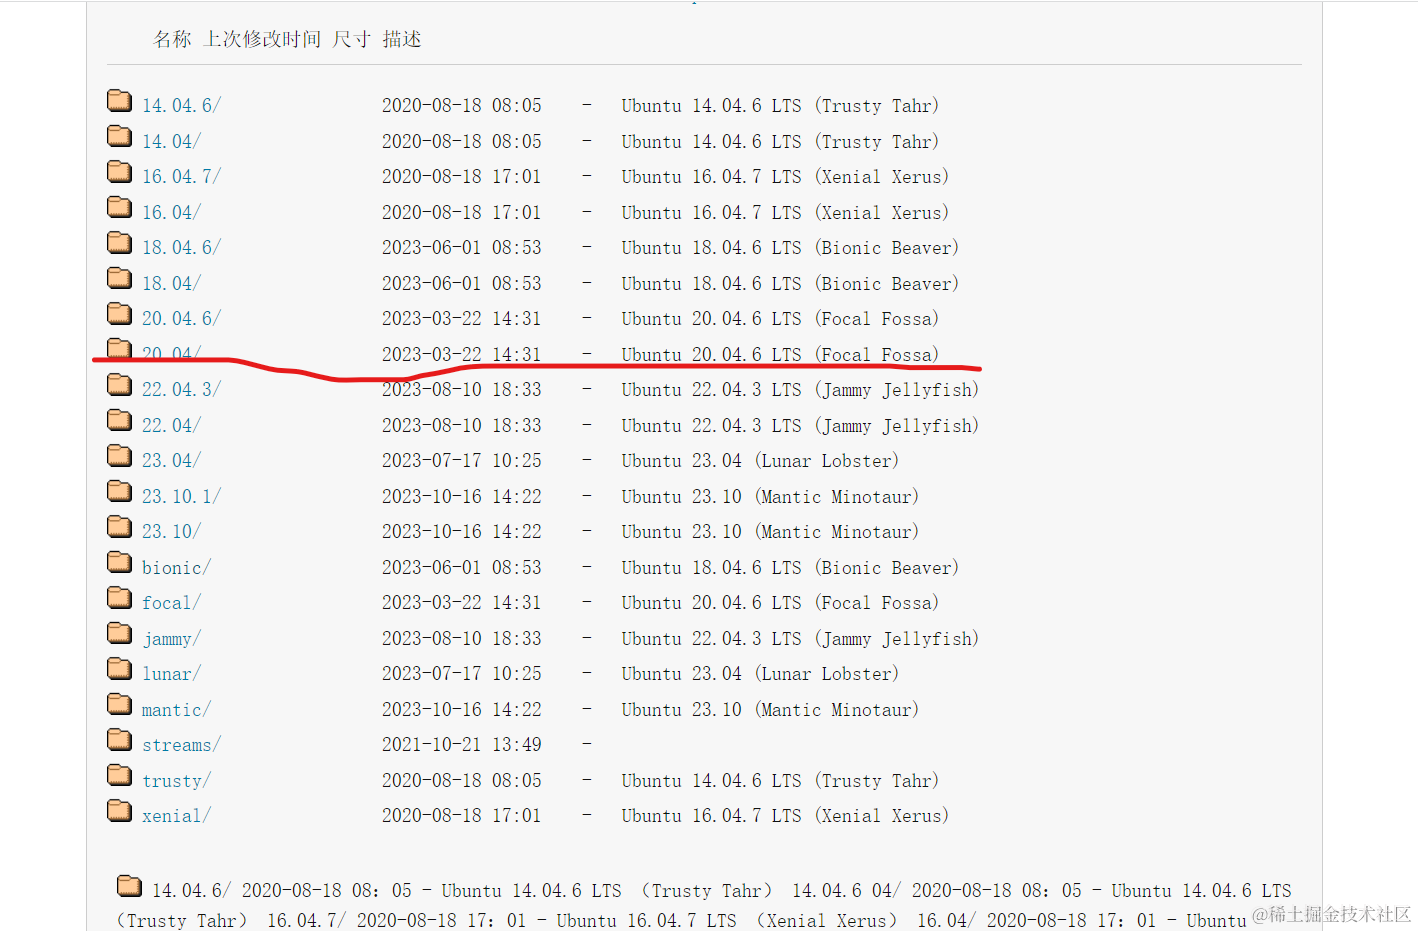 名称 上次修改时间 尺寸 描述
14.04.6/ 2020-08-18 08:05 - Ubuntu 14.04.6 LTS (Trusty Tahr)
14.04/ 2020-08-18 08:05 - Ubuntu 14.04.6 LTS (Trusty Tahr)
16.04.7/ 2020-08-18 17:01 - Ubuntu 16.04.7 LTS (Xenial Xerus)
16.04/ 2020-08-18 17:01 - Ubuntu 16.04.7 LTS (Xenial Xerus)
18.04.6/ 2023-06-01 08:53 - Ubuntu 18.04.6 LTS (Bionic Beaver)
18.04/ 2023-06-01 08:53 - Ubuntu 18.04.6 LTS (Bionic Beaver)
20.04.6/ 2023-03-22 14:31 - Ubuntu 20.04.6 LTS (Focal Fossa)
20.04/ 2023-03-22 14:31 - Ubuntu 20.04.6 LTS (Focal Fossa)
22.04.3/ 2023-08-10 18:33 - Ubuntu 22.04.3 LTS (Jammy Jellyfish)
22.04/ 2023-08-10 18:33 - Ubuntu 22.04.3 LTS (Jammy Jellyfish)
23.04/ 2023-07-17 10:25 - Ubuntu 23.04 (Lunar Lobster)
23.10.1/ 2023-10-16 14:22 - Ubuntu 23.10 (Mantic Minotaur)
23.10/ 2023-10-16 14:22 - Ubuntu 23.10 (Mantic Minotaur)
bionic/ 2023-06-01 08:53 - Ubuntu 18.04.6 LTS (Bionic Beaver)
focal/ 2023-03-22 14:31 - Ubuntu 20.04.6 LTS (Focal Fossa)
jammy/ 2023-08-10 18:33 - Ubuntu 22.04.3 LTS (Jammy Jellyfish)
lunar/ 2023-07-17 10:25 - Ubuntu 23.04 (Lunar Lobster)
mantic/ 2023-10-16 14:22 - Ubuntu 23.10 (Mantic Minotaur)
streams/ 2021-10-21 13:49 -
trusty/ 2020-08-18 08:05 - Ubuntu 14.04.6 LTS (Trusty Tahr)
xenial/ 2020-08-18 17:01 - Ubuntu 16.04.7 LTS (Xenial Xerus)
14.04.6/ 2020-08-18 08：05 - Ubuntu 14.04.6 LTS （Trusty Tahr） 14.04.6 04/ 2020-08-18 08：05 - Ubuntu 14.04.6 LTS
（Trusty Tahr） 16.04.7/ 2020-08-18 17：01 - Ubuntu 16.04.7 LTS （Xenial Xerus） 16.04/ 2020-08-18 17：01 - Ubuntu
@稀土掘金技术社区